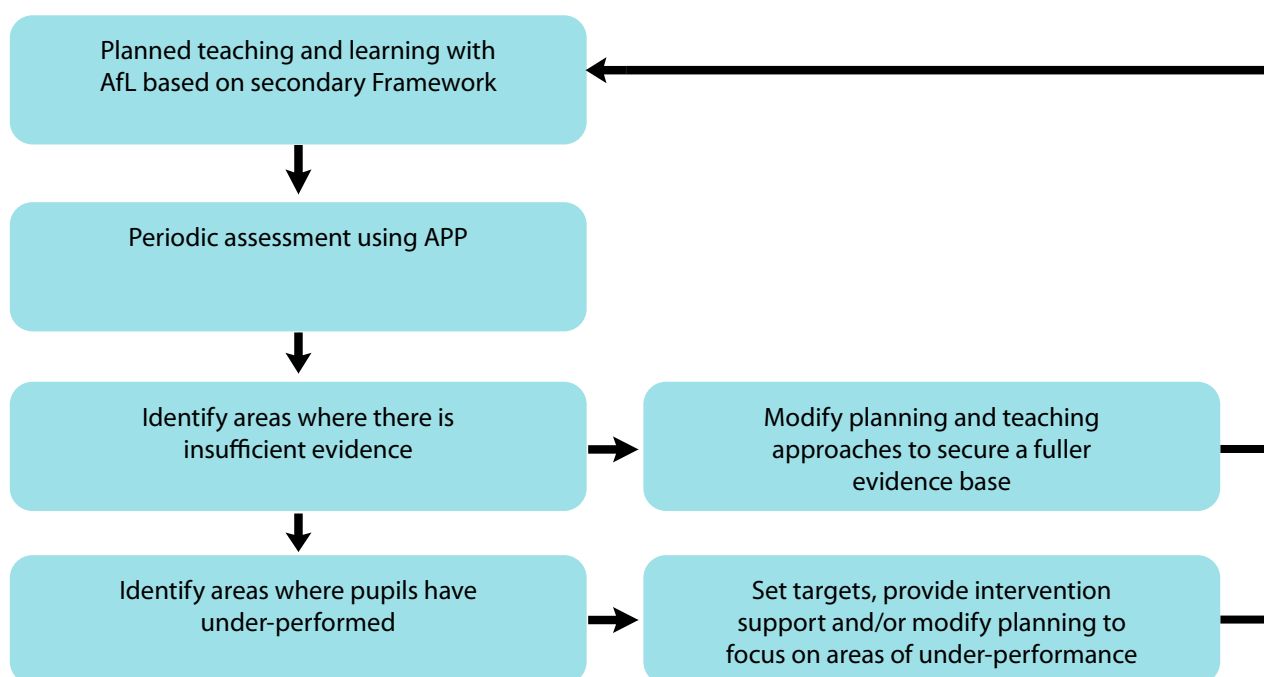 Planned teaching and learning with
AfL based on secondary Framework
Periodic assessment using APP
Identify areas where there is
insufficient evidence
Modify planning and teaching
approaches to secure a fuller
evidence base
Identify areas where pupils have
under-performed
Set targets, provide intervention
support and/or modify planning to
focus on areas of under-performance